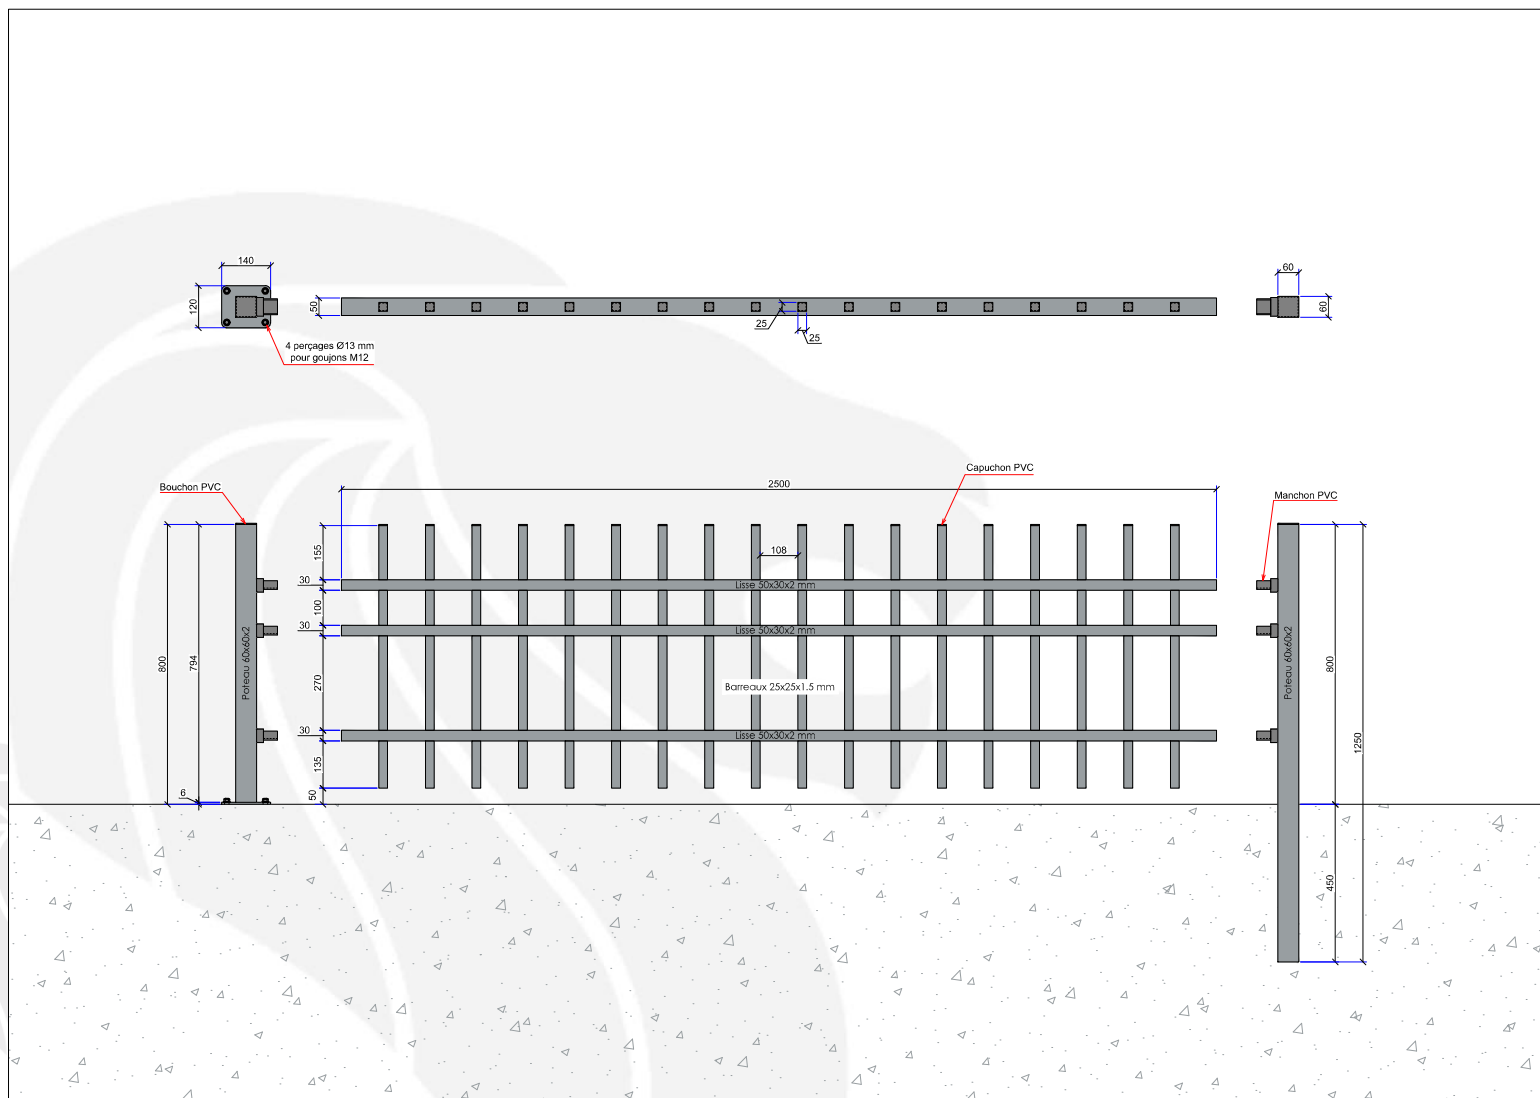 140
120
50
25
25
60
60
4 perçages Ø13 mm
pour goujons M12
Bouchon PVC
Capuchon PVC
Manchon PVC
2500
155
108
30
Lisse 50x30x2 mm
100
30
Lisse 50x30x2 mm
800
794
Poteau 60x60x2
270
Barreaux 25x25x1.5 mm
30
Lisse 50x30x2 mm
135
50
6
Poteau 60x60x2
800
1250
450